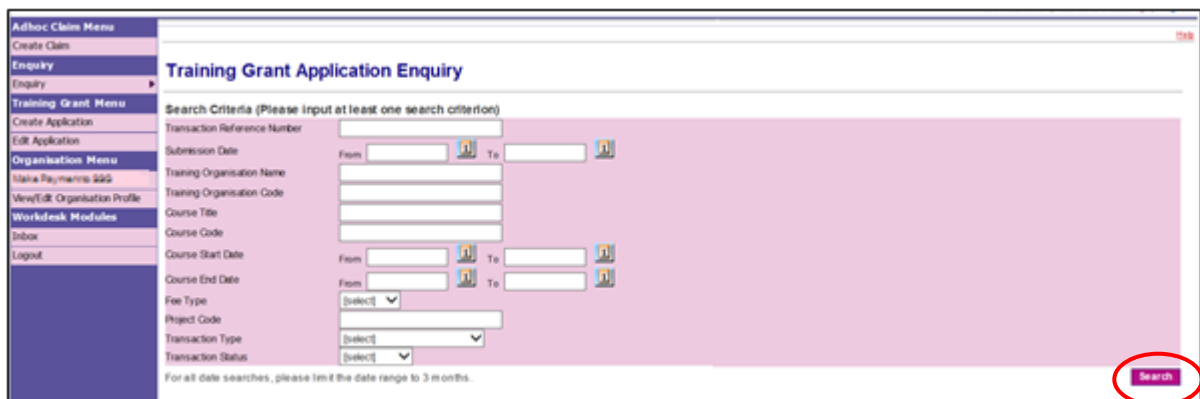 Adhoc Claim Menu
Create Claim
Enquiry
Enquiry
Training Grant Menu
Create Application
Edit Application
Organisation Menu
Make Payments SSG
View/Edit Organisation Profile
Workdesk Modules
Inbox
Logout
Help
Training Grant Application Enquiry
Search Criteria (Please input at least one search criterion)
Transaction Reference Number
Submission Date From To
Training Organisation Name
Training Organisation Code
Course Title
Course Code
Course Start Date From To
Course End Date From To
Fee Type [select]
Project Code
Transaction Type [select]
Transaction Status [select]
For all date searches, please limit the date range to 3 months.
Search